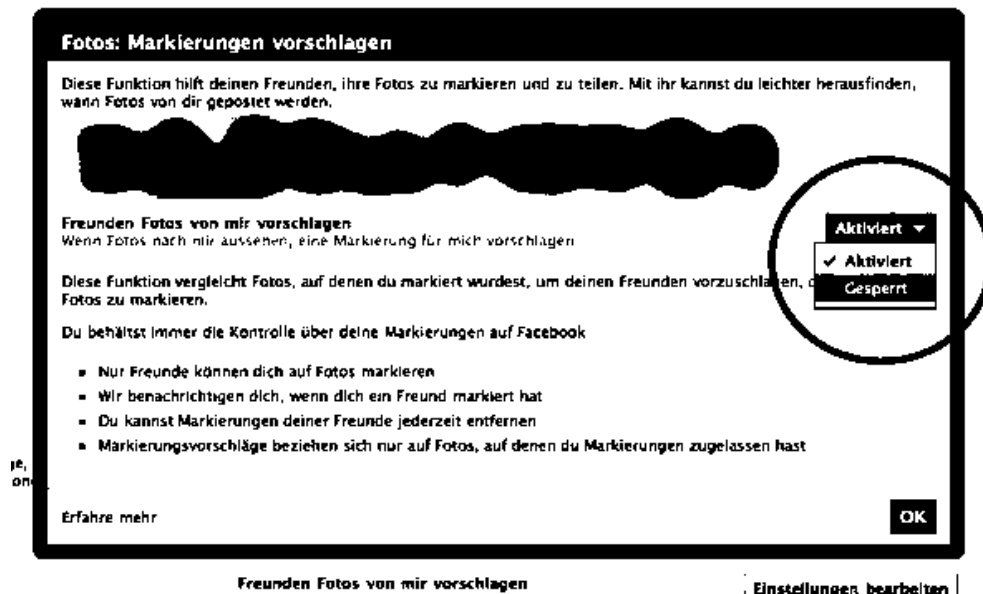 Fotos: Markierungen vorschlagen
Diese Funktion hilft deinen Freunden, ihre Fotos zu markieren und zu teilen. Mit ihr kannst du leichter herausfinden,
wann Fotos von dir gepostet werden.
Freunden Fotos von mir vorschlagen
Wenn Fotos nach mir aussehen, eine Markierung für mich vorschlagen
Aktiviert
✓ Aktiviert
Gesperrt
Diese Funktion vergleicht Fotos, auf denen du markiert wurdest, um deinen Freunden vorzuschlagen,
Fotos zu markieren.
Du behältst immer die Kontrolle über deine Markierungen auf Facebook
▪ Nur Freunde können dich auf Fotos markieren
▪ Wir benachrichtigen dich, wenn dich ein Freund markiert hat
▪ Du kannst Markierungen deiner Freunde jederzeit entfernen
▪ Markierungsvorschläge beziehen sich nur auf Fotos, auf denen du Markierungen zugelassen hast
Erfahre mehr
OK
Freunden Fotos von mir vorschlagen
Einstellungen bearbeiten